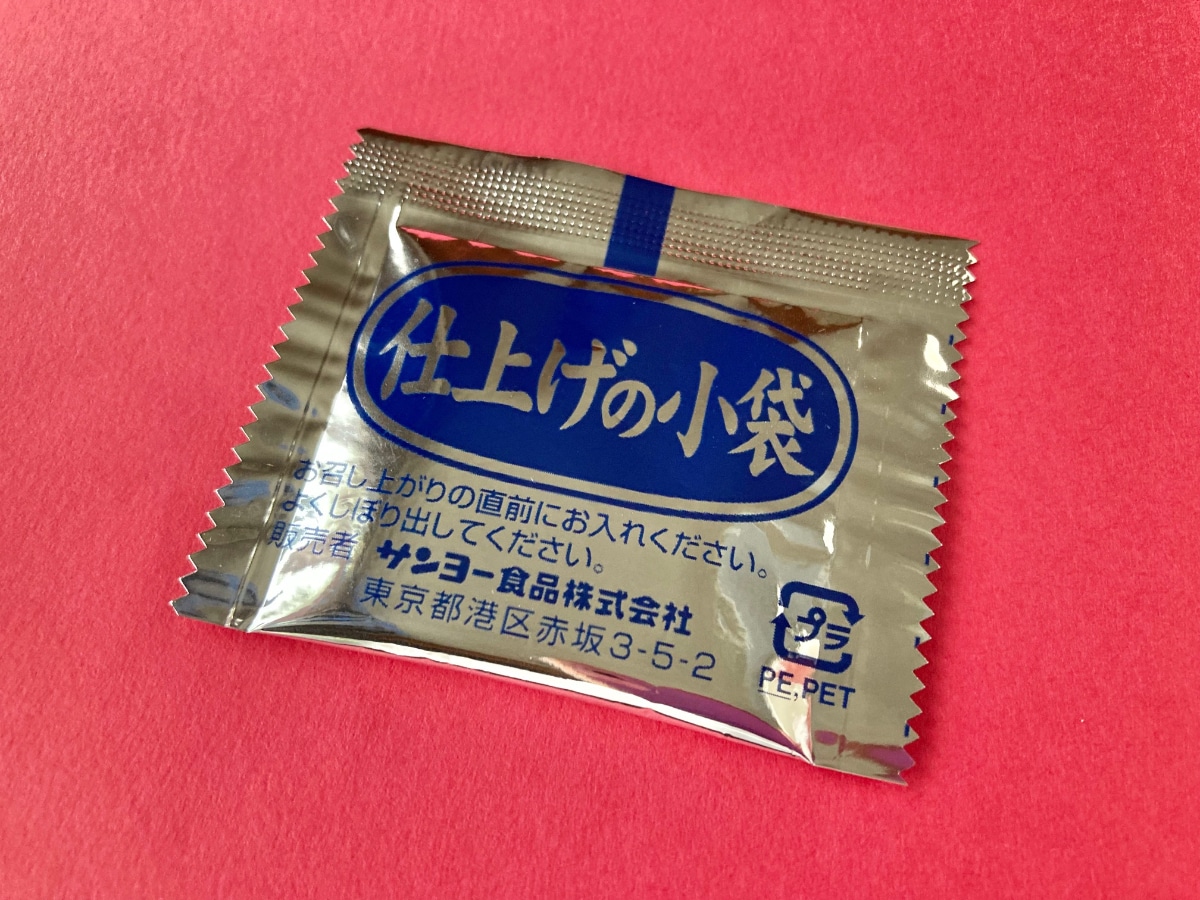 仕上げの小袋
お召し上がりの直前にお入れください。
よくしぼり出してください。
販売者 サンヨー食品株式会社
東京都港区赤坂3-5-2
プラ
PE,PET